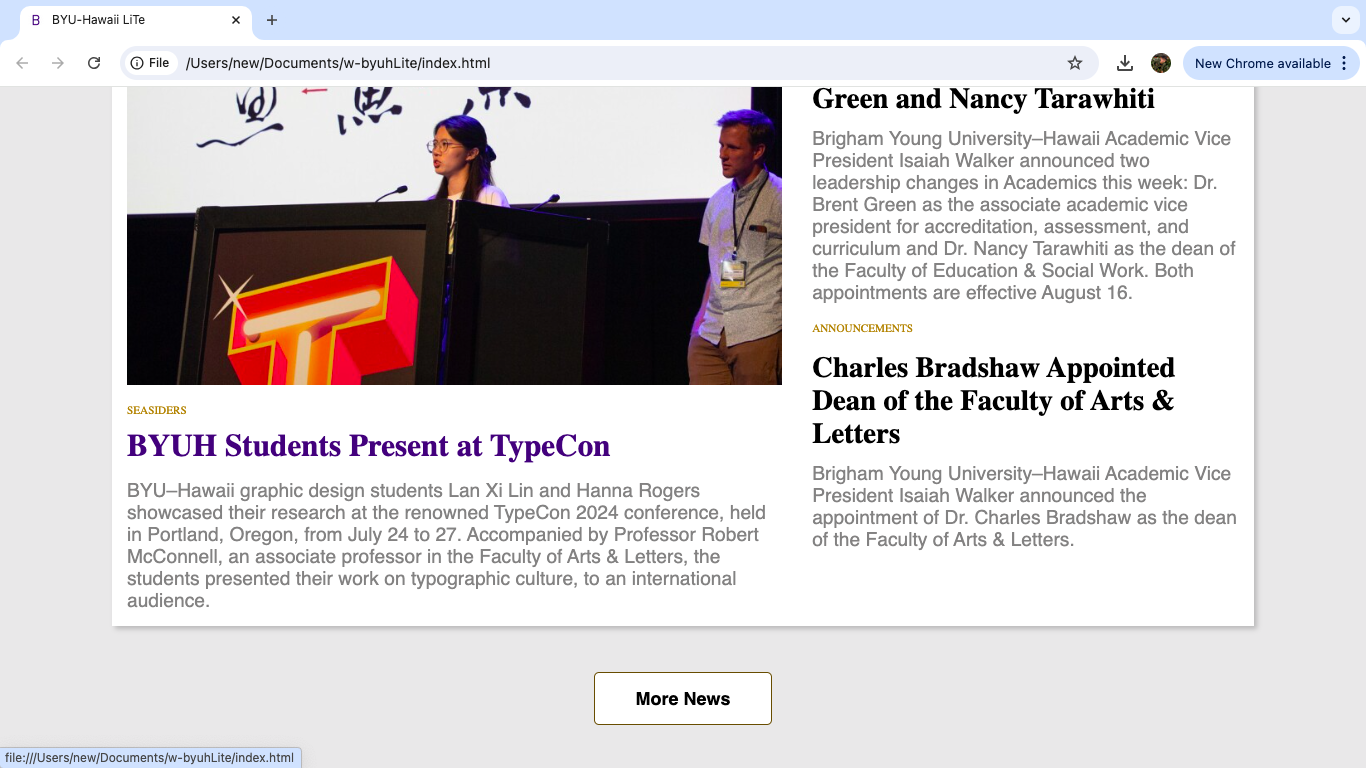 BYU-Hawaii LiTe
File
/Users/new/Documents/w-byuhLite/index.html
New Chrome available
SEASIDERS
BYUH Students Present at TypeCon
BYU–Hawaii graphic design students Lan Xi Lin and Hanna Rogers
showcased their research at the renowned TypeCon 2024 conference, held
in Portland, Oregon, from July 24 to 27. Accompanied by Professor Robert
McConnell, an associate professor in the Faculty of Arts & Letters, the
students presented their work on typographic culture, to an international
audience.
Green and Nancy Tarawhiti
Brigham Young University–Hawaii Academic Vice
President Isaiah Walker announced two
leadership changes in Academics this week: Dr.
Brent Green as the associate academic vice
president for accreditation, assessment, and
curriculum and Dr. Nancy Tarawhiti as the dean of
the Faculty of Education & Social Work. Both
appointments are effective August 16.
ANNOUNCEMENTS
Charles Bradshaw Appointed
Dean of the Faculty of Arts &
Letters
Brigham Young University–Hawaii Academic Vice
President Isaiah Walker announced the
appointment of Dr. Charles Bradshaw as the dean
of the Faculty of Arts & Letters.
More News
file:///Users/new/Documents/w-byuhLite/index.html